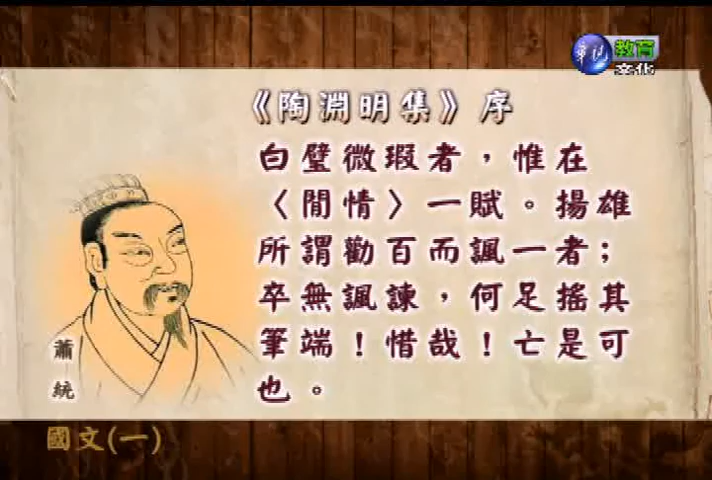 華視
教育
文化
《陶淵明集》序
白璧微瑕者，惟在
〈閒情〉一賦。揚雄
所謂勸百而諷一者；
卒無諷諫，何足搖其
筆端！惜哉！亡是可
也。
蕭統
國文(一)